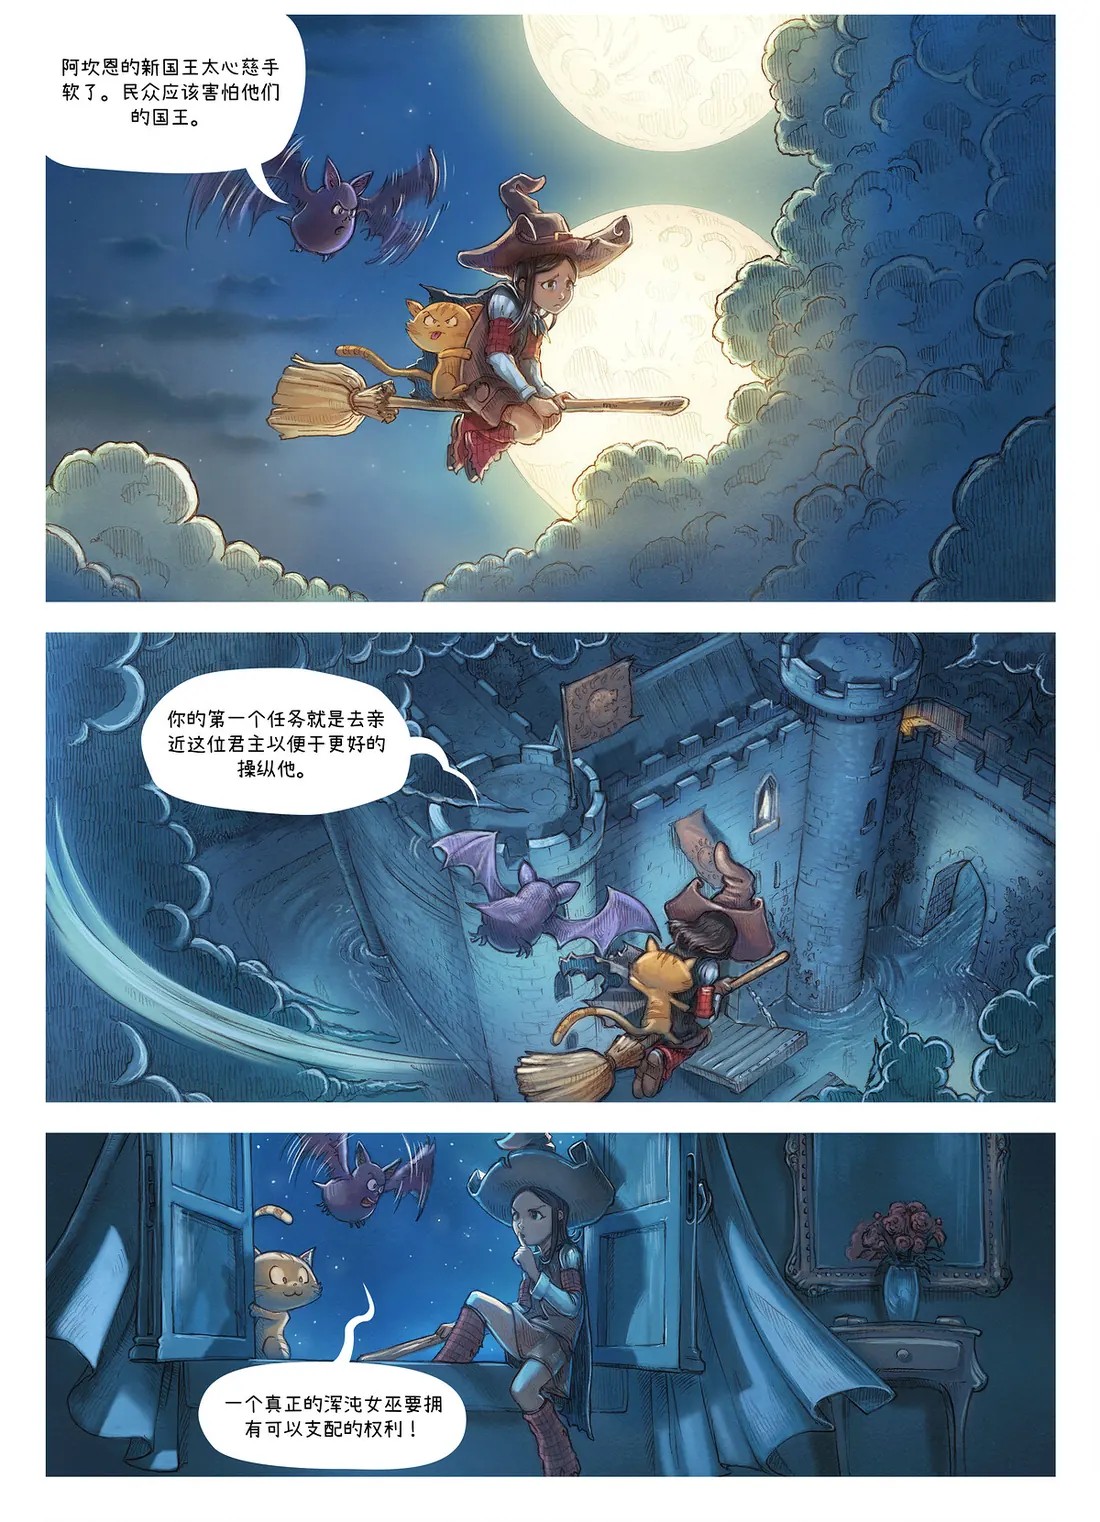 阿坎恩的新国王太心慈手
软了。民众应该害怕他们
的国王。
你的第一个任务就是去亲
近这位君主以便于更好的
操纵他。
一个真正的浑沌女巫要拥
有可以支配的权利！